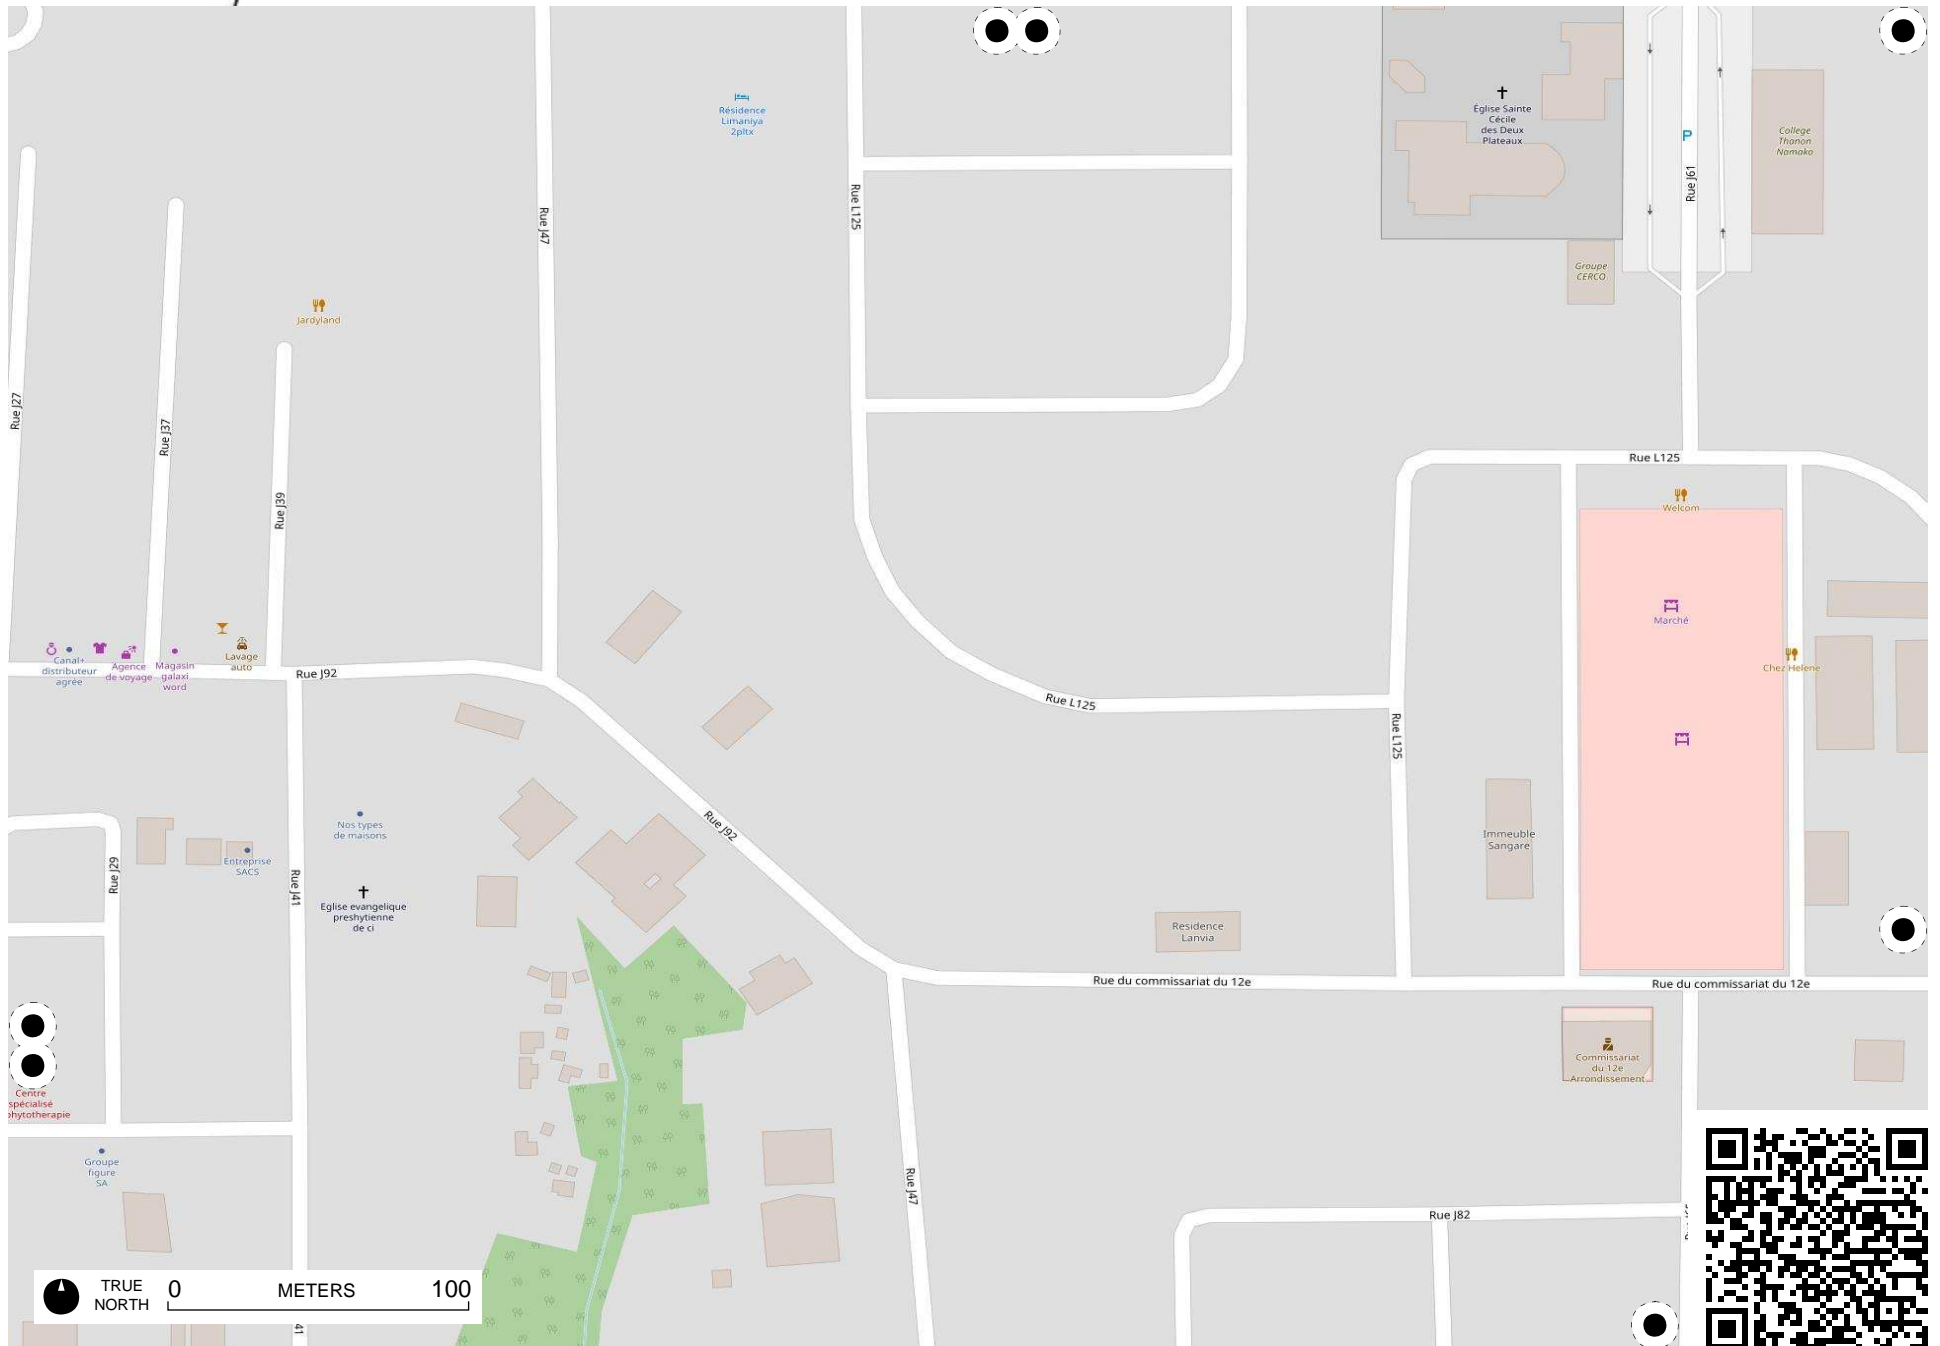 Résidence
Limaniya
2pltx
Église Sainte
Cécile
des Deux
Plateaux
P
College
Thanon
Namoko
Rue J61
Rue L125
Rue J47
Groupe
CERCO
Jardyland
Rue J27
Rue J37
Rue J39
Rue L125
Welcom
Marché
Chez Helene
Canal+
distributeur
agrée
Agence
de voyage
Magasin
galaxi
word
Lavage
auto
Rue J92
Rue L125
Rue L125
Rue J92
Nos types
de maisons
Immeuble
Sangare
Entreprise
SACS
Rue J29
Rue J41
Eglise evangelique
preshytienne
de ci
Residence
Lanvia
Rue du commissariat du 12e
Rue du commissariat du 12e
Commissariat
du 12e
Arrondissement
Centre
spécialisé
phytotherapie
Groupe
figure
SA
Rue J47
Rue J82
TRUE
NORTH
0 METERS 100
41